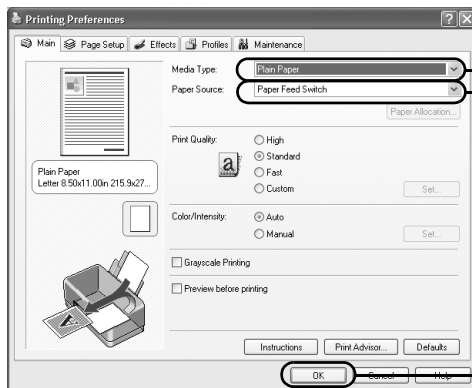 Printing Preferences
Main Page Setup Effects Profiles Maintenance
Media Type: Plain Paper
Paper Source: Paper Feed Switch
Paper Allocation...
Print Quality: High
Standard
Fast
Custom Set...
Plain Paper
Letter 8.50x11.00in 215.9x27...
Color/Intensity: Auto
Manual Set...
Grayscale Printing
Preview before printing
Instructions Print Advisor... Defaults
OK Cancel Help